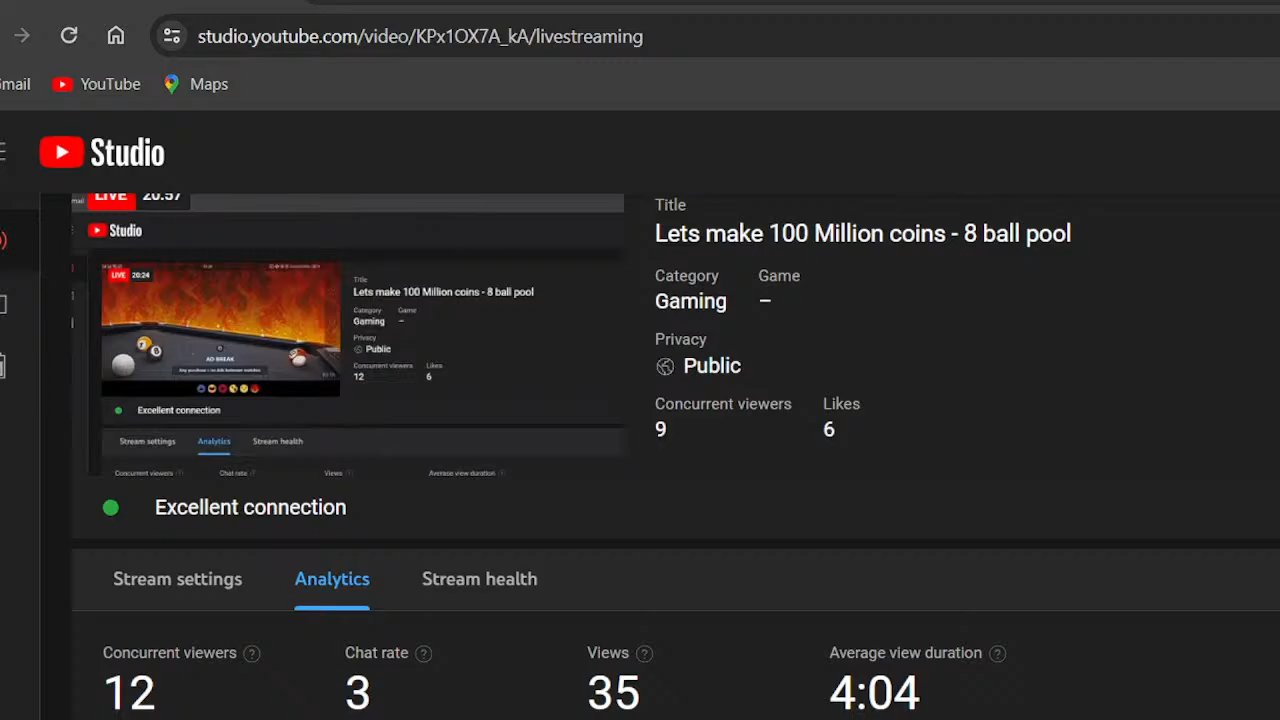 studio.youtube.com/video/KPx1OX7A_kA/livestreaming
Gmail
YouTube
Maps
Studio
LIVE 20:57
Studio
LIVE 20:24
Title
Lets make 100 Million coins - 8 ball pool
Category Game
Gaming –
Privacy
Public
Concurrent viewers Likes
12 6
AD BREAK
Excellent connection
Stream settings Analytics Stream health
Concurrent viewers Chat rate Views Average view duration
Title
Lets make 100 Million coins - 8 ball pool
Category Game
Gaming –
Privacy
Public
Concurrent viewers Likes
9 6
Excellent connection
Stream settings Analytics Stream health
Concurrent viewers ? Chat rate ? Views ? Average view duration ?
12 3 35 4:04